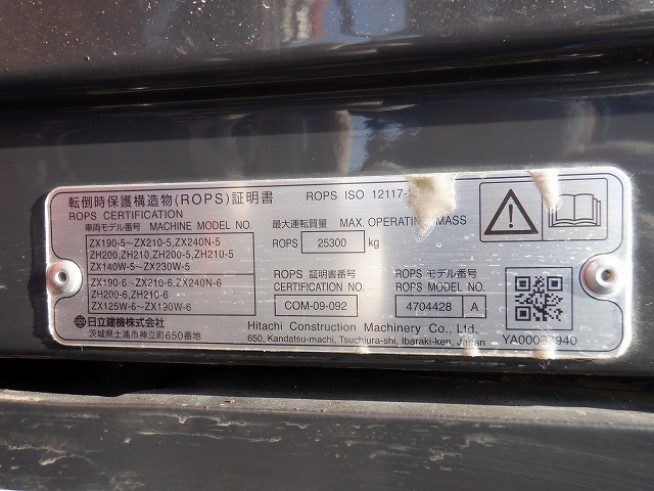 転倒時保護構造物(ROPS)証明書 ROPS ISO 12117-
ROPS CERTIFICATION
車両モデル番号 MACHINE MODEL NO.
ZX190-5~ZX210-5,ZX240N-5
ZH200,ZH210,ZH200-5,ZH210-5
ZX140W-5~ZX230W-5
ZX190-6~ZX210-6,ZX240N-6
ZH200-6,ZH210-6
ZX125W-6~ZX190W-6
最大運転質量 MAX. OPERATING MASS
ROPS 25300 kg
ROPS 証明書番号 ROPS モデル番号
CERTIFICATION NO. ROPS MODEL NO.
COM-09-092 4704428 A
日立建機株式会社
茨城県土浦市神立町650番地
Hitachi Construction Machinery Co., Ltd.
650, Kandatsu-machi, Tsuchiura-shi, Ibaraki-ken, Japan